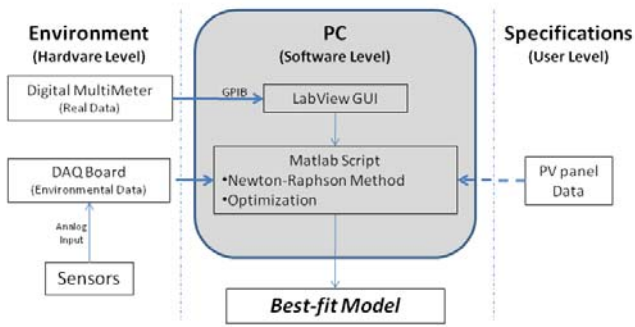 Environment
(Hardware Level)
PC
(Software Level)
Specifications
(User Level)
Digital MultiMeter
(Real Data)
GPIB
LabView GUI
DAQ Board
(Environmental Data)
Matlab Script
•Newton-Raphson Method
•Optimization
PV panel
Data
Analog
Input
Sensors
Best-fit Model